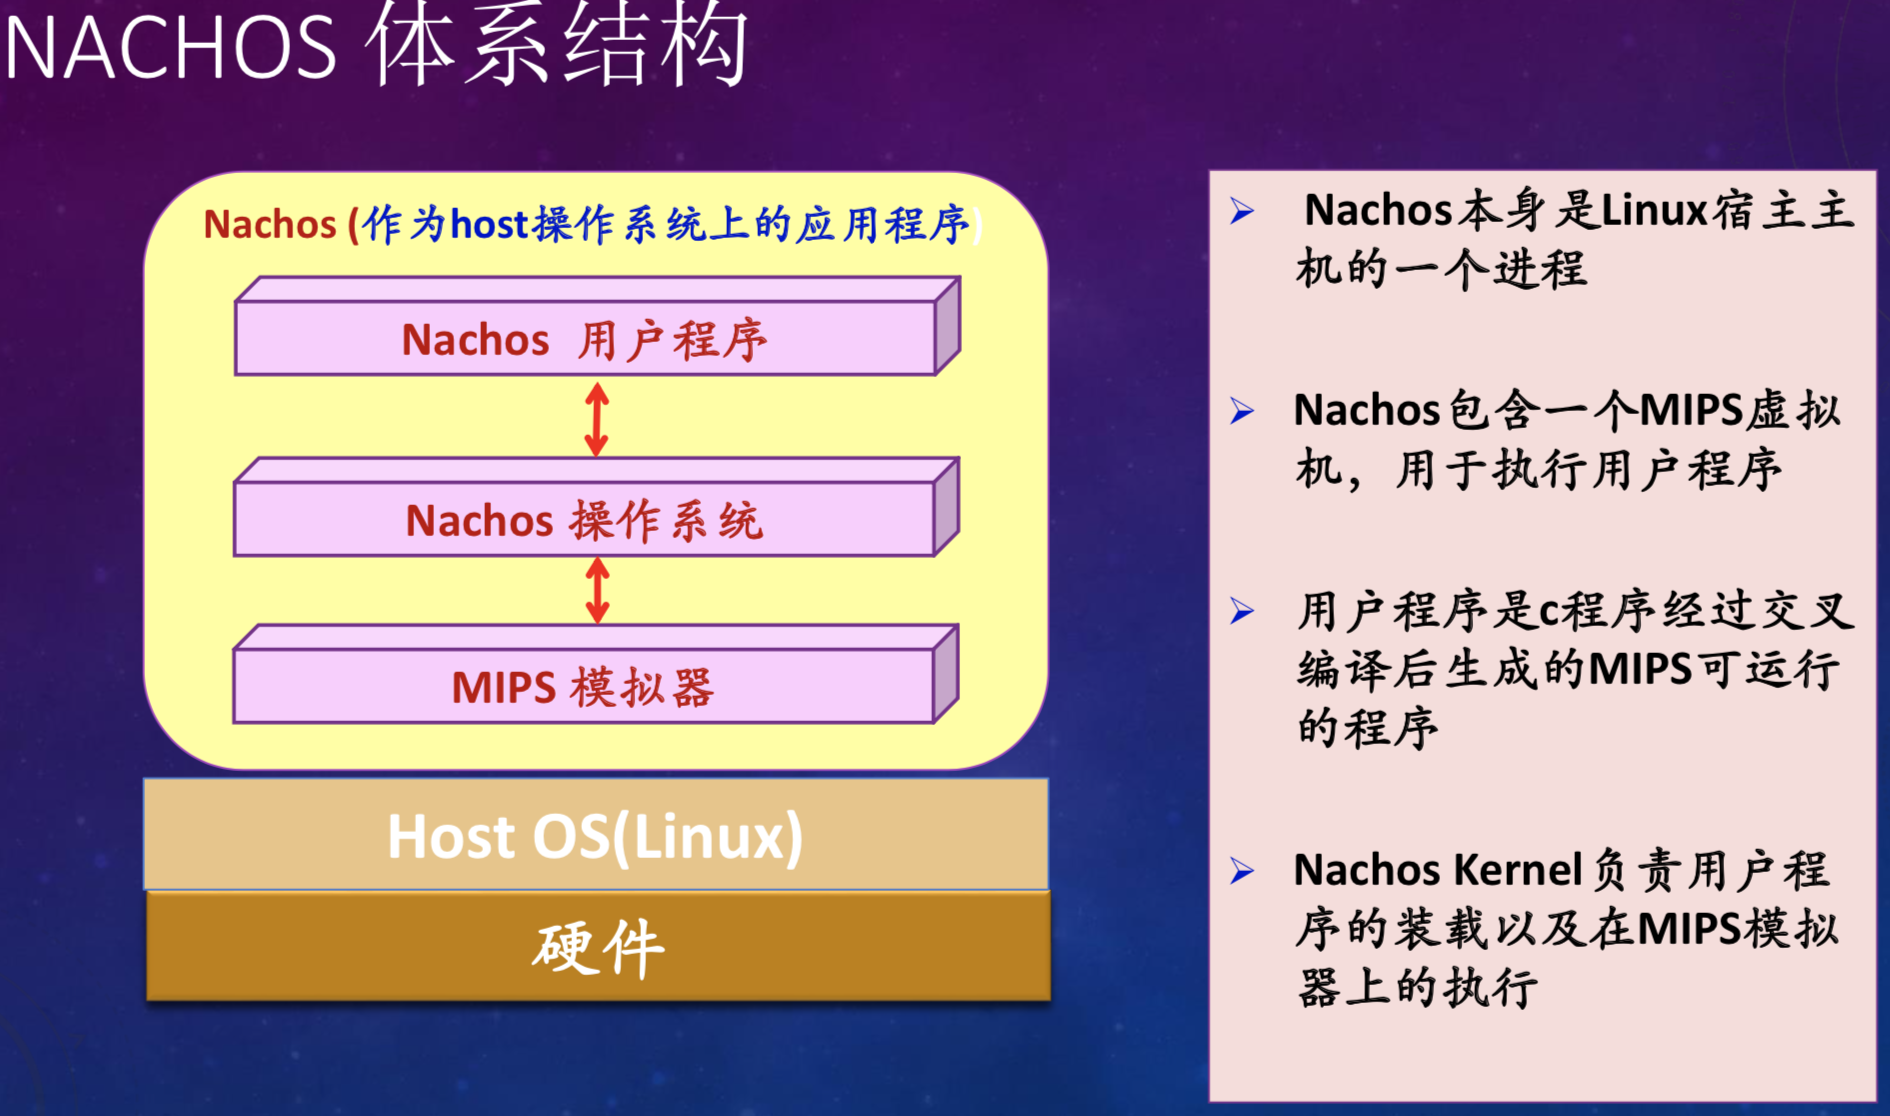 NACHOS 体系结构
Nachos (作为host操作系统上的应用程序)
Nachos 用户程序
Nachos 操作系统
MIPS 模拟器
Host OS(Linux)
硬件
Nachos本身是Linux宿主主
机的一个进程
Nachos包含一个MIPS虚拟
机，用于执行用户程序
用户程序是c程序经过交叉
编译后生成的MIPS可运行
的程序
Nachos Kernel负责用户程
序的装载以及在MIPS模拟
器上的执行